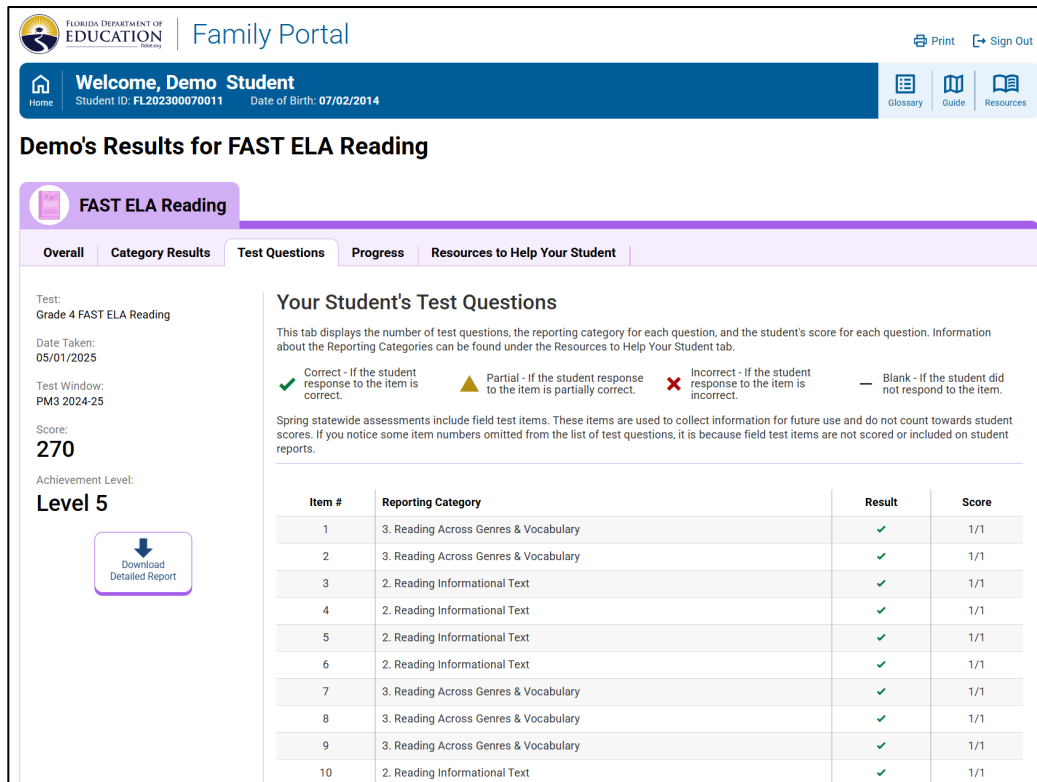 FLORIDA DEPARTMENT OF
EDUCATION
fldoe.org
Family Portal
Print
Sign Out
Home
Welcome, Demo Student
Student ID: FL202300070011 Date of Birth: 07/02/2014
Glossary
Guide
Resources
Demo's Results for FAST ELA Reading
FAST ELA Reading
Overall
Category Results
Test Questions
Progress
Resources to Help Your Student
Test:
Grade 4 FAST ELA Reading
Date Taken:
05/01/2025
Test Window:
PM3 2024-25
Score:
270
Achievement Level:
Level 5
Download
Detailed Report
Your Student's Test Questions
This tab displays the number of test questions, the reporting category for each question, and the student's score for each question. Information
about the Reporting Categories can be found under the Resources to Help Your Student tab.
Correct - If the student
response to the item is
correct.
Partial - If the student response
to the item is partially correct.
Incorrect - If the student
response to the item is
incorrect.
Blank - If the student did
not respond to the item.
Spring statewide assessments include field test items. These items are used to collect information for future use and do not count towards student
scores. If you notice some item numbers omitted from the list of test questions, it is because field test items are not scored or included on student
reports.
Item # Reporting Category Result Score
1 3. Reading Across Genres & Vocabulary 1/1
2 3. Reading Across Genres & Vocabulary 1/1
3 2. Reading Informational Text 1/1
4 2. Reading Informational Text 1/1
5 2. Reading Informational Text 1/1
6 2. Reading Informational Text 1/1
7 3. Reading Across Genres & Vocabulary 1/1
8 3. Reading Across Genres & Vocabulary 1/1
9 3. Reading Across Genres & Vocabulary 1/1
10 2. Reading Informational Text 1/1